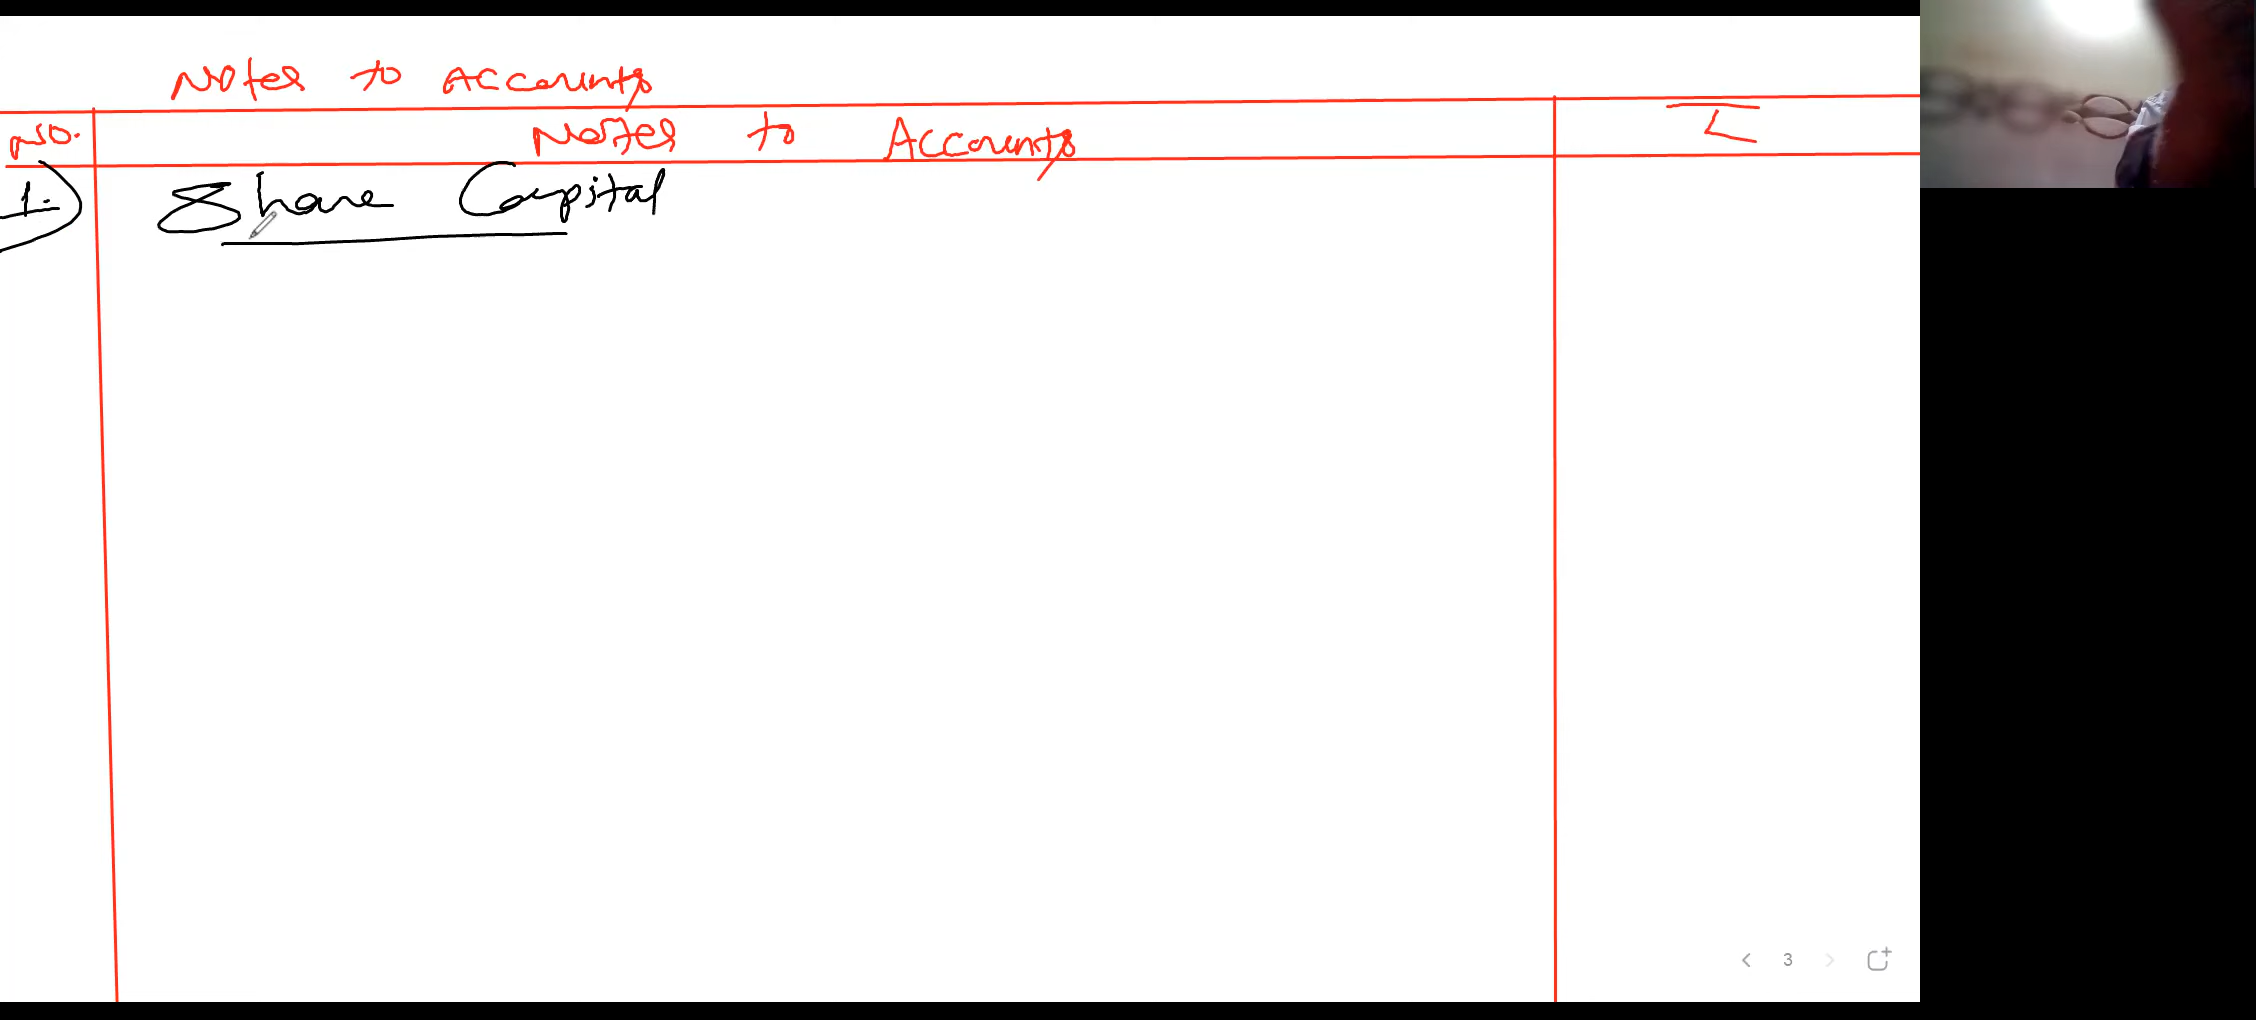 Notes to Accounts
No. Notes to Accounts
1. Share Capital
3